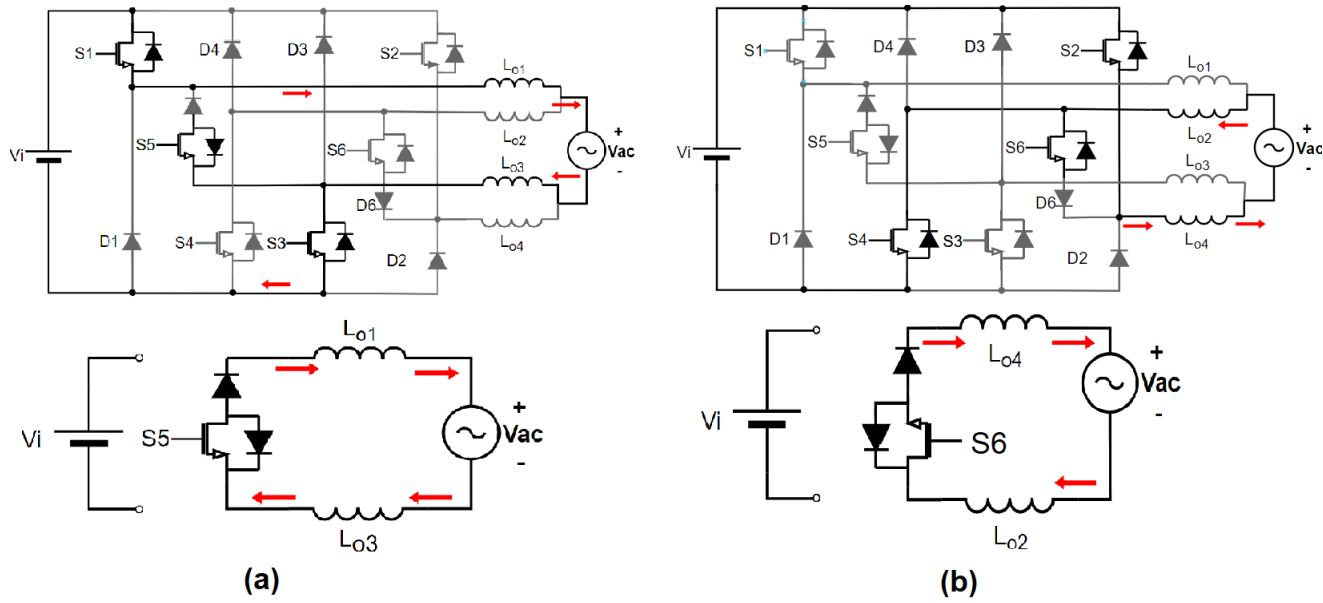 S1
D4
D3
S2
Lo1
Vi
S5
S6
Lo2
Lo3
+
Vac
-
D6
D1
S4
S3
D2
Lo4
Lo1
Vi
S5
+
Vac
-
Lo3
(a)
S1
D4
D3
S2
Lo1
Vi
S5
S6
Lo2
Lo3
+
Vac
-
D6
D1
S4
S3
D2
Lo4
Lo4
Vi
S6
+
Vac
-
Lo2
(b)